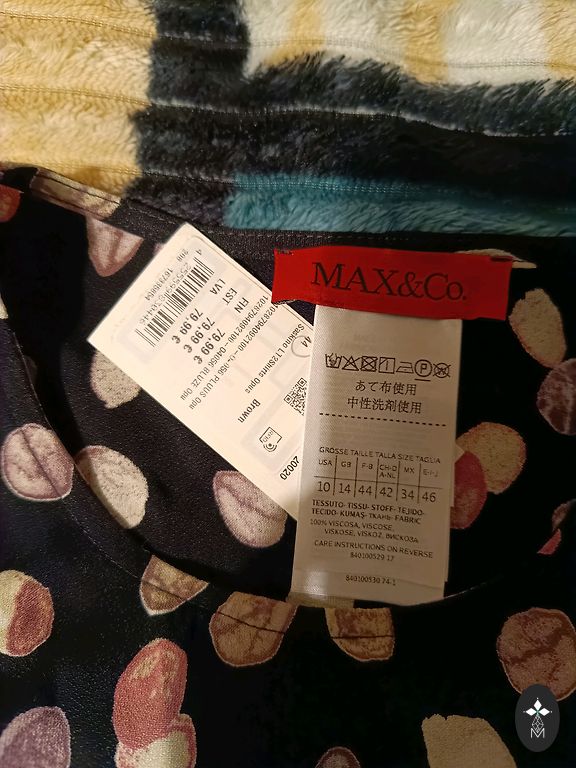 MAX&Co.
あて布使用
中性洗剤使用
GROSSE TAILLE TALLA SIZE TAGLIA
USA GB F-B CH-D A-NL MX E-I-J
10 14 44 42 34 46
TESSUTO- TISSU- STOFF- TEJIDO-
TECIDO- KUMAŞ- ТКАНЬ- FABRIC
100% VISCOSA, VISCOSE,
VISKOSE, VISKOZ, ВИСКОЗА
CARE INSTRUCTIONS ON REVERSE
840100529 17
840100530 74-1
44
Brown
20020
FIN 79.99 €
EST 79.99 €
LVA 79.99 €
M